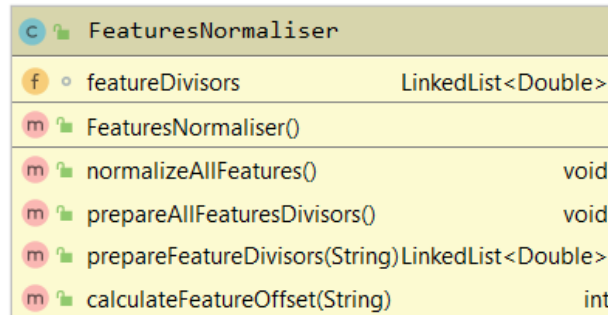 C FeaturesNormaliser
f featureDivisors LinkedList<Double>
m FeaturesNormaliser()
m normalizeAllFeatures() void
m prepareAllFeaturesDivisors() void
m prepareFeatureDivisors(String) LinkedList<Double>
m calculateFeatureOffset(String) int